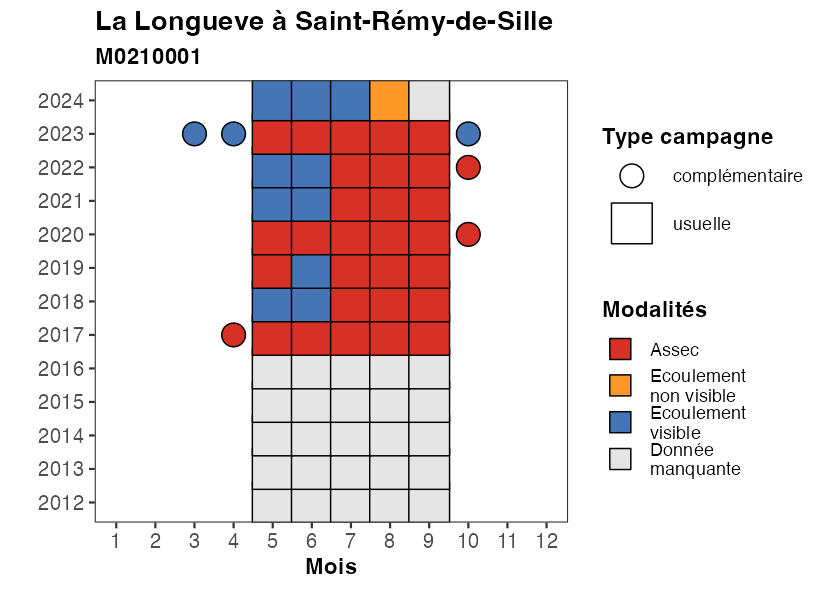 La Longueve à Saint-Rémy-de-Sille
M0210001
2024
2023
2022
2021
2020
2019
2018
2017
2016
2015
2014
2013
2012
1 2 3 4 5 6 7 8 9 10 11 12
Mois
Type campagne
complémentaire
usuelle
Modalités
Assec
Ecoulement
non visible
Ecoulement
visible
Donnée
manquante